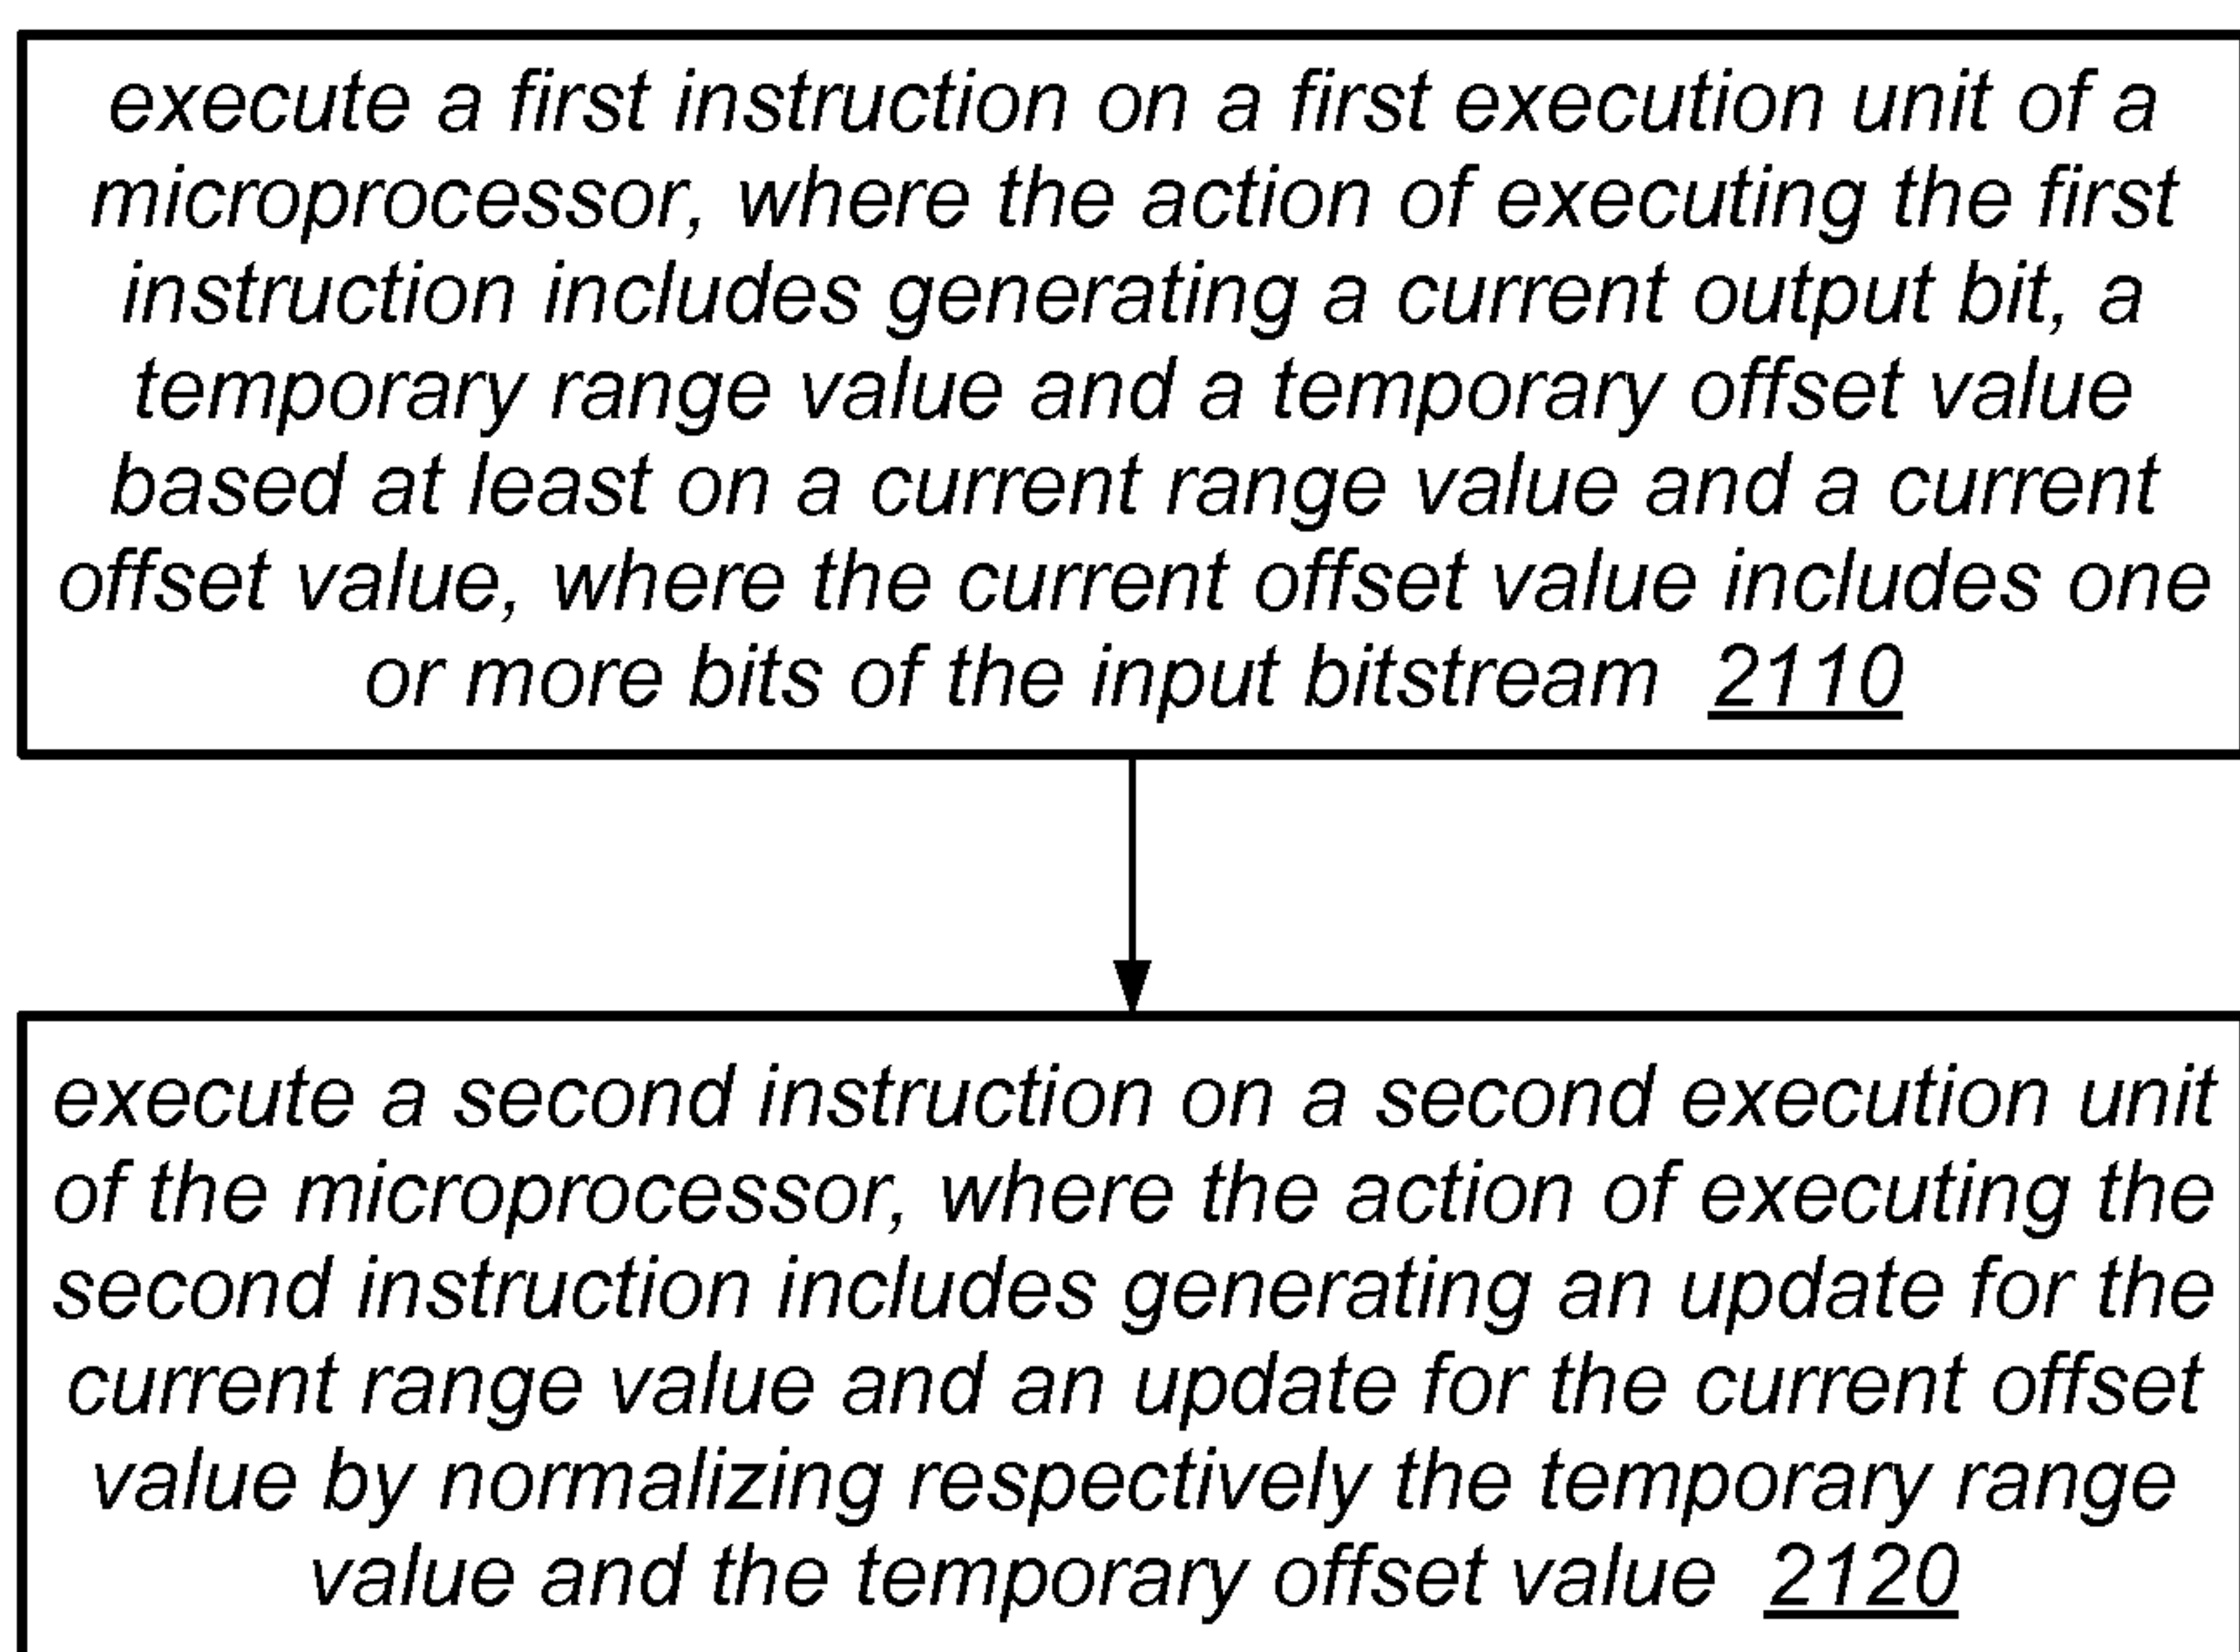 execute a first instruction on a first execution unit of a
microprocessor, where the action of executing the first
instruction includes generating a current output bit, a
temporary range value and a temporary offset value
based at least on a current range value and a current
offset value, where the current offset value includes one
or more bits of the input bitstream 2110
execute a second instruction on a second execution unit
of the microprocessor, where the action of executing the
second instruction includes generating an update for the
current range value and an update for the current offset
value by normalizing respectively the temporary range
value and the temporary offset value 2120